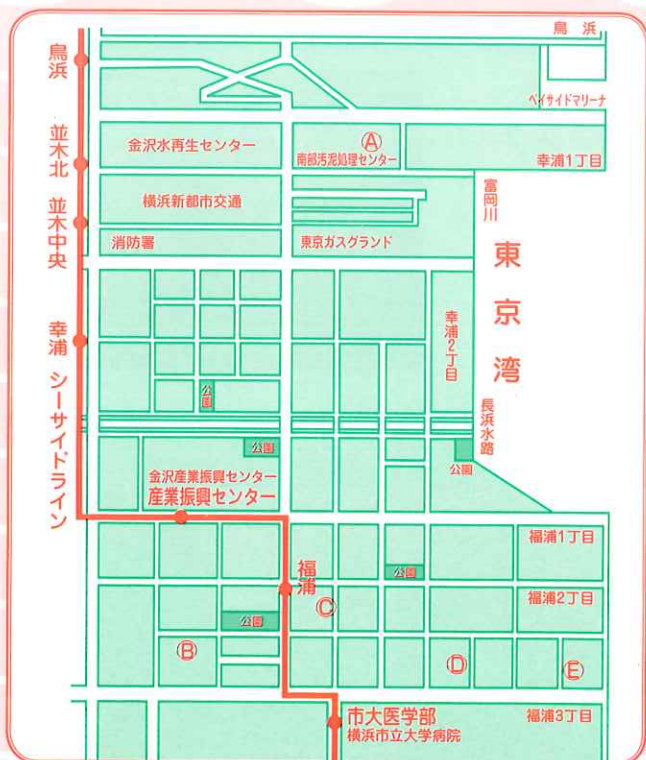 鳥浜
鳥浜
ベイサイドマリーナ
並木北
金沢水再生センター
Ⓐ
南部汚泥処理センター
幸浦1丁目
横浜新都市交通
富岡川
並木中央
消防署
東京ガスグランド
東京湾
幸浦
幸浦2丁目
シーサイドライン
公園
長浜水路
公園
公園
金沢産業振興センター
産業振興センター
福浦1丁目
福浦
公園
福浦2丁目
公園
Ⓒ
Ⓑ
Ⓓ
Ⓔ
市大医学部
横浜市立大学病院
福浦3丁目